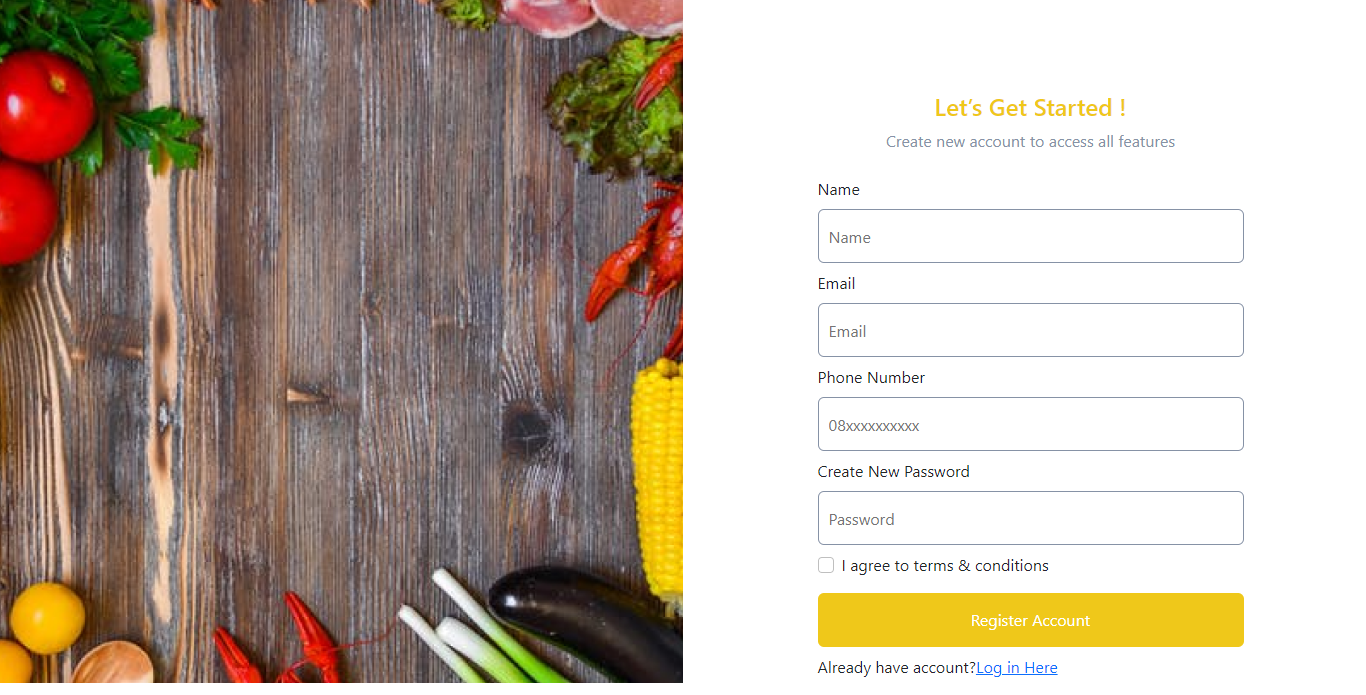 Let's Get Started !
Create new account to access all features
Name
Name
Email
Email
Phone Number
08xxxxxxxxxx
Create New Password
Password
I agree to terms & conditions
Register Account
Already have account?Log in Here